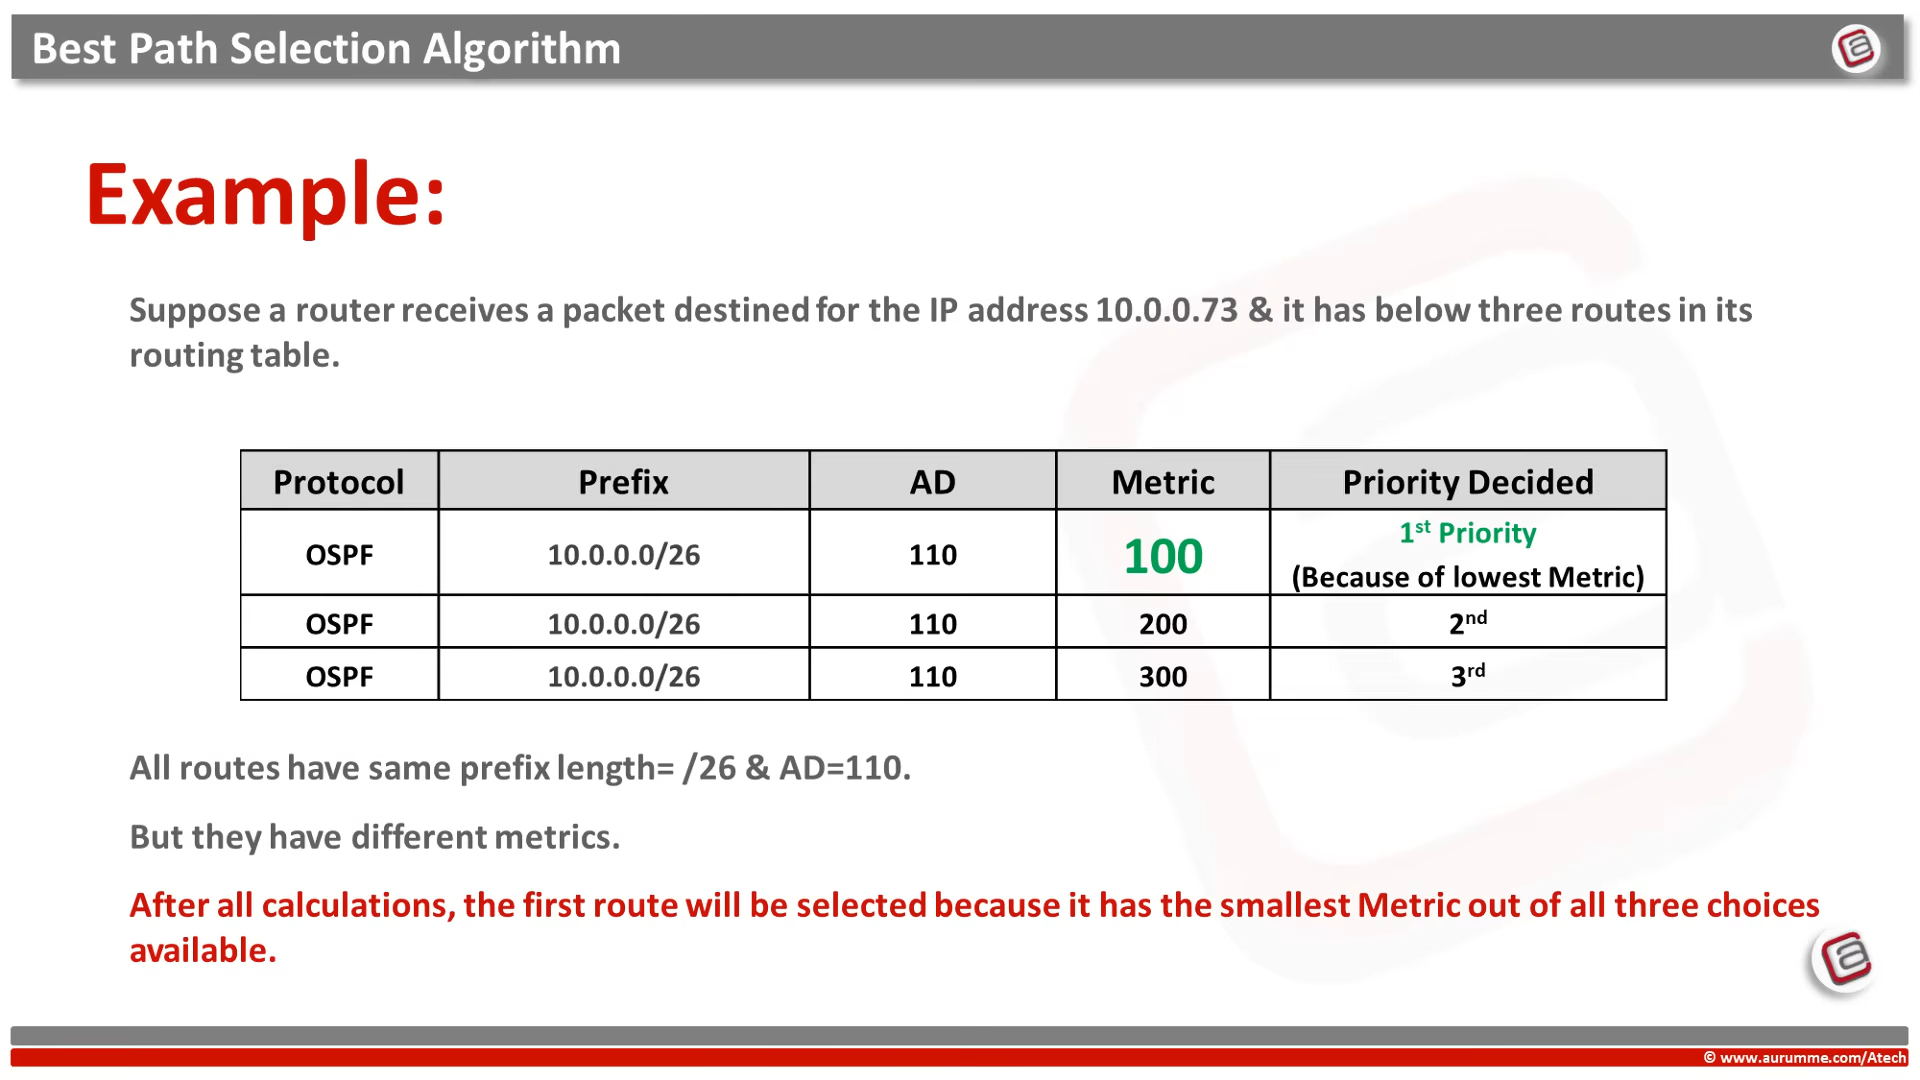 Best Path Selection Algorithm
Example:
Suppose a router receives a packet destined for the IP address 10.0.0.73 & it has below three routes in its
routing table.
Protocol Prefix AD Metric Priority Decided
OSPF 10.0.0.0/26 110 100 1st Priority
(Because of lowest Metric)
OSPF 10.0.0.0/26 110 200 2nd
OSPF 10.0.0.0/26 110 300 3rd
All routes have same prefix length= /26 & AD=110.
But they have different metrics.
After all calculations, the first route will be selected because it has the smallest Metric out of all three choices
available.
© www.aurumme.com/Atech